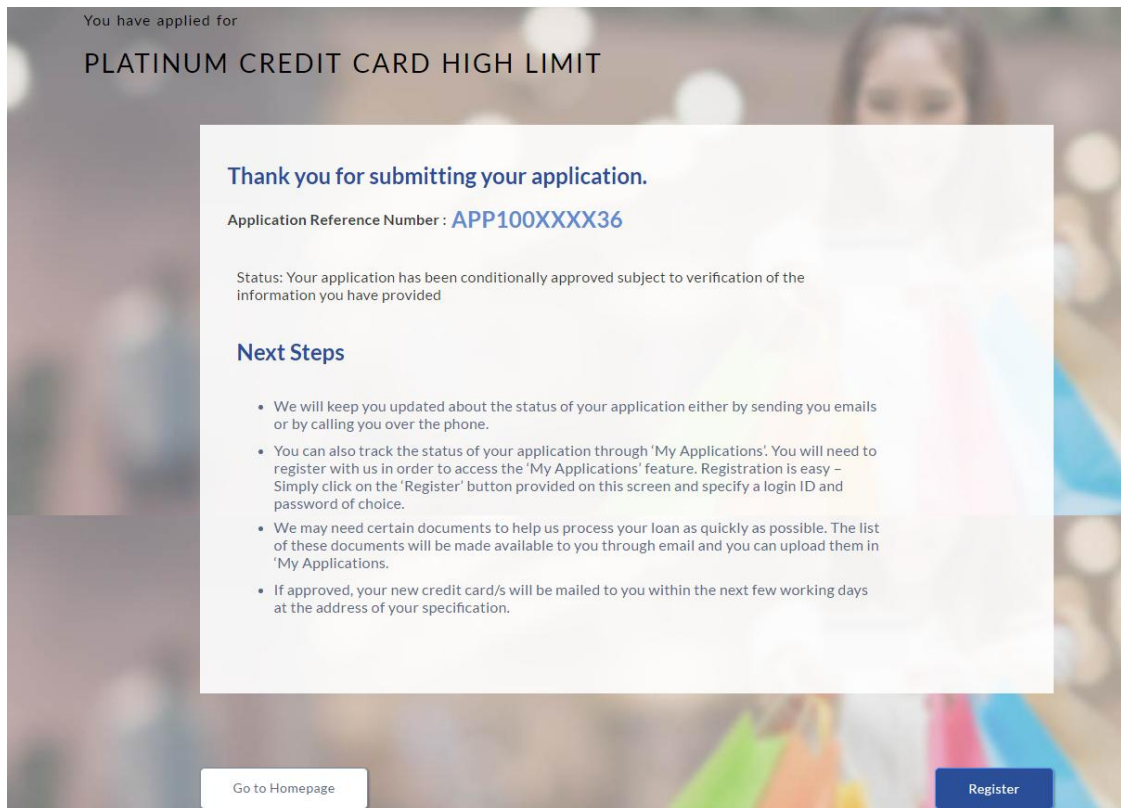 You have applied for
PLATINUM CREDIT CARD HIGH LIMIT
Thank you for submitting your application.
Application Reference Number : APP100XXXX36
Status: Your application has been conditionally approved subject to verification of the
information you have provided
Next Steps
• We will keep you updated about the status of your application either by sending you emails
or by calling you over the phone.
• You can also track the status of your application through ‘My Applications’. You will need to
register with us in order to access the ‘My Applications’ feature. Registration is easy –
Simply click on the ‘Register’ button provided on this screen and specify a login ID and
password of choice.
• We may need certain documents to help us process your loan as quickly as possible. The list
of these documents will be made available to you through email and you can upload them in
‘My Applications.
• If approved, your new credit card/s will be mailed to you within the next few working days
at the address of your specification.
Go to Homepage
Register